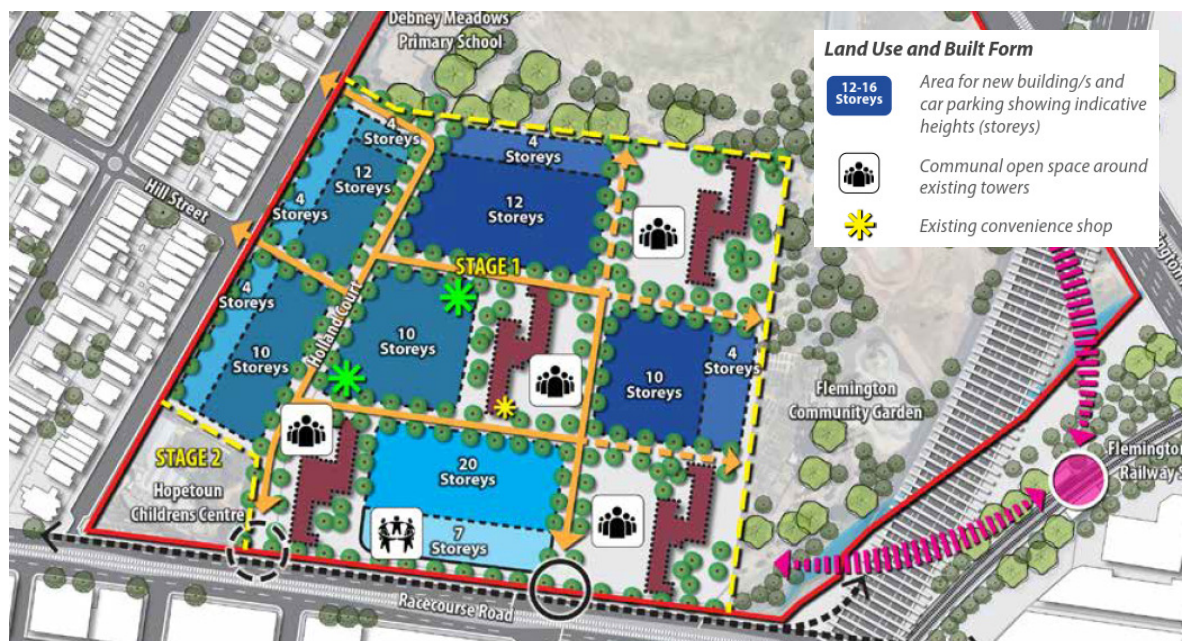 Debney Meadows
Primary School
Land Use and Built Form
12-16
Storeys
Area for new building/s and
car parking showing indicative
heights (storeys)
Communal open space around
existing towers
Existing convenience shop
4
Storeys
4
Storeys
12
Storeys
12
Storeys
4
Storeys
Hill Street
STAGE 1
4
Storeys
10
Storeys
Holland Court
10
Storeys
10
Storeys
4
Storeys
Flemington
Community Garden
STAGE 2
Hopetoun
Childrens Centre
20
Storeys
7
Storeys
Flemington
Railway
Racecourse Road